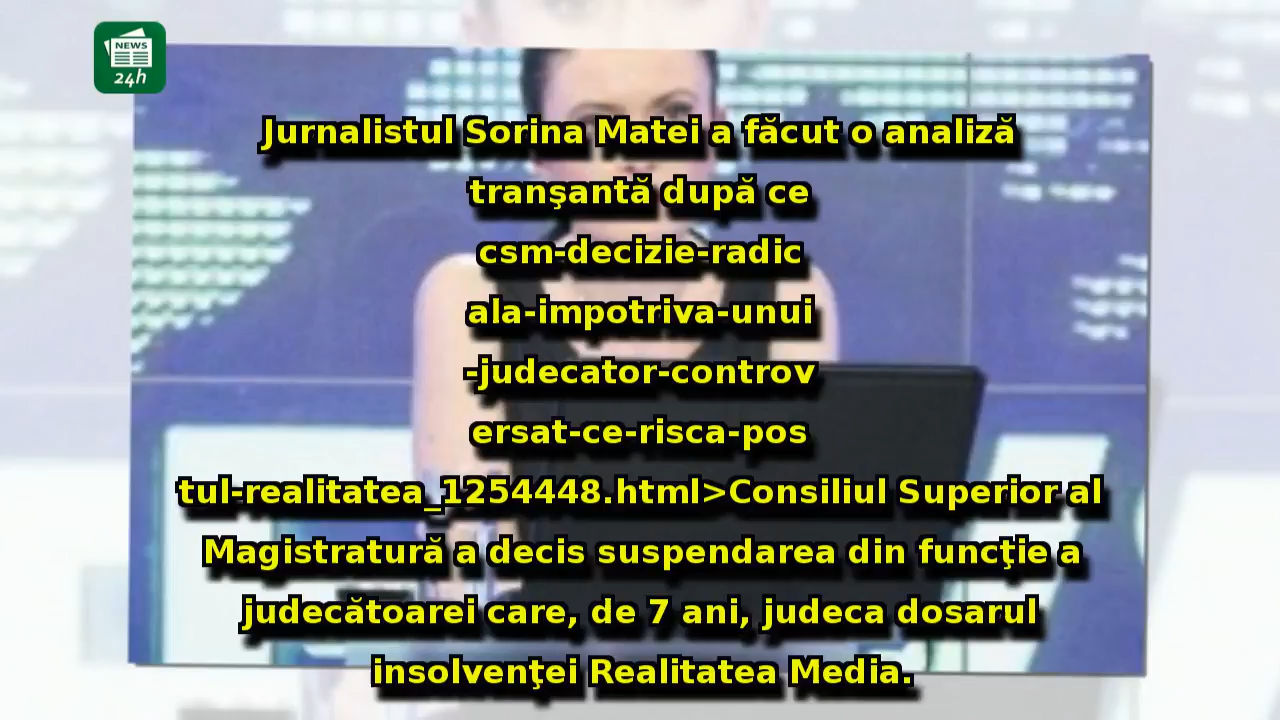 NEWS
24h
Jurnalistul Sorina Matei a făcut o analiză
tranşantă după ce
csm-decizie-radic
ala-impotriva-unui
-judecator-controv
ersat-ce-risca-pos
tul-realitatea_1254448.html>Consiliul Superior al
Magistratură a decis suspendarea din funcţie a
judecătoarei care, de 7 ani, judeca dosarul
insolvenţei Realitatea Media.